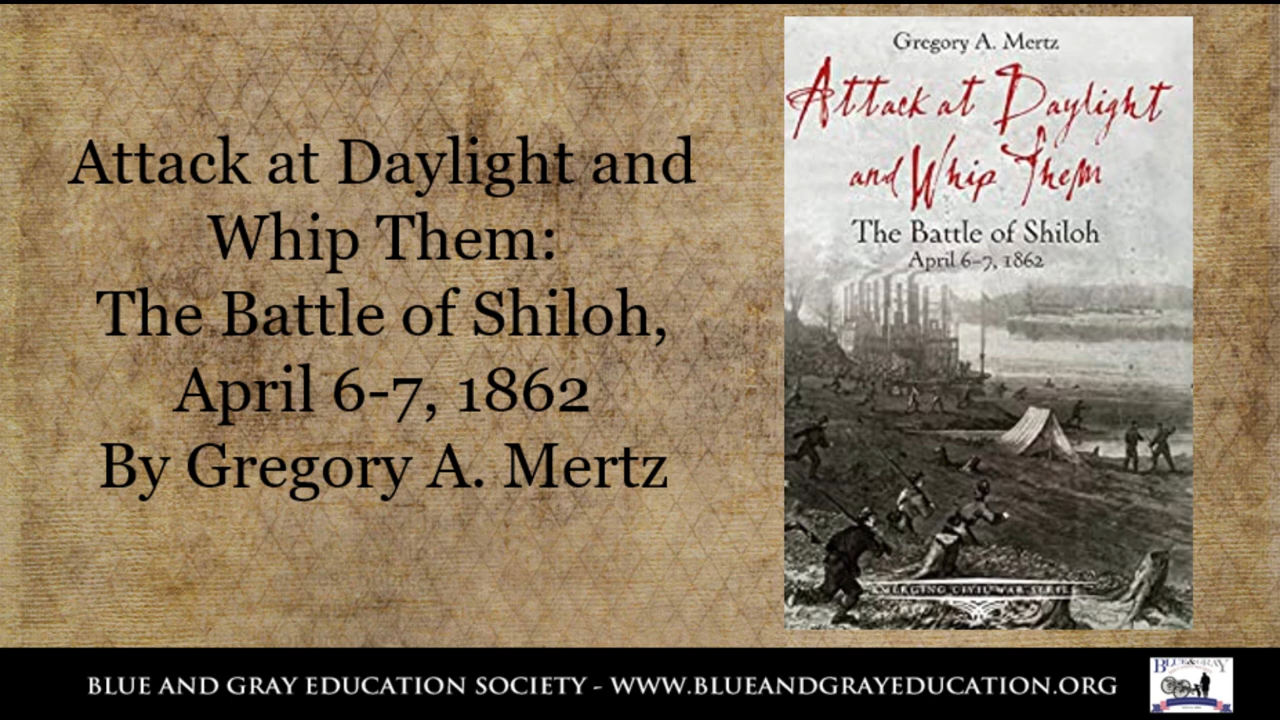 Attack at Daylight and
Whip Them:
The Battle of Shiloh,
April 6-7, 1862
By Gregory A. Mertz
Gregory A. Mertz
Attack at Daylight
and Whip Them
The Battle of Shiloh
April 6–7, 1862
EMERGING CIVIL WAR SERIES
BLUE AND GRAY EDUCATION SOCIETY - WWW.BLUEANDGRAYEDUCATION.ORG
BLUE & GRAY